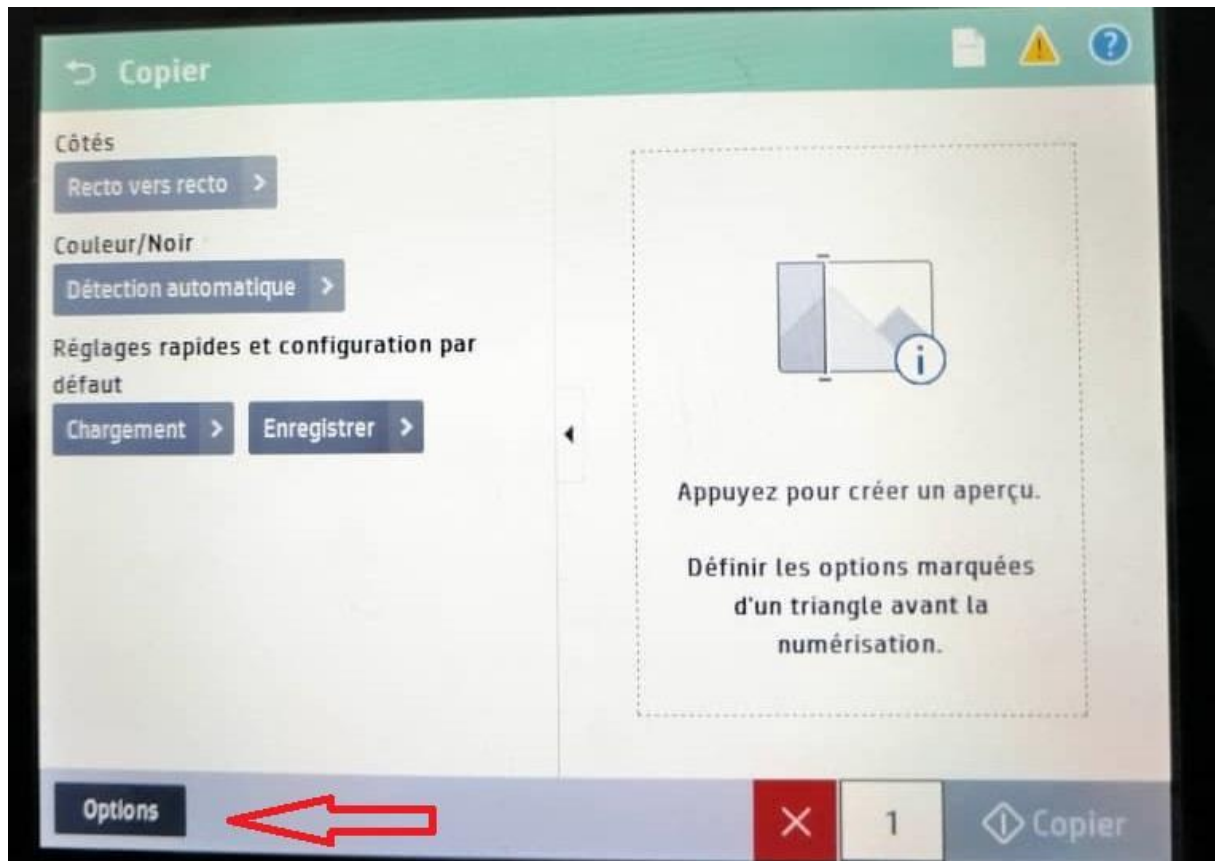 Copier
Côtés
Recto vers recto
Couleur/Noir
Détection automatique
Réglages rapides et configuration par
défaut
Chargement
Enregistrer
Appuyez pour créer un aperçu.
Définir les options marquées
d'un triangle avant la
numérisation.
Options
1
Copier